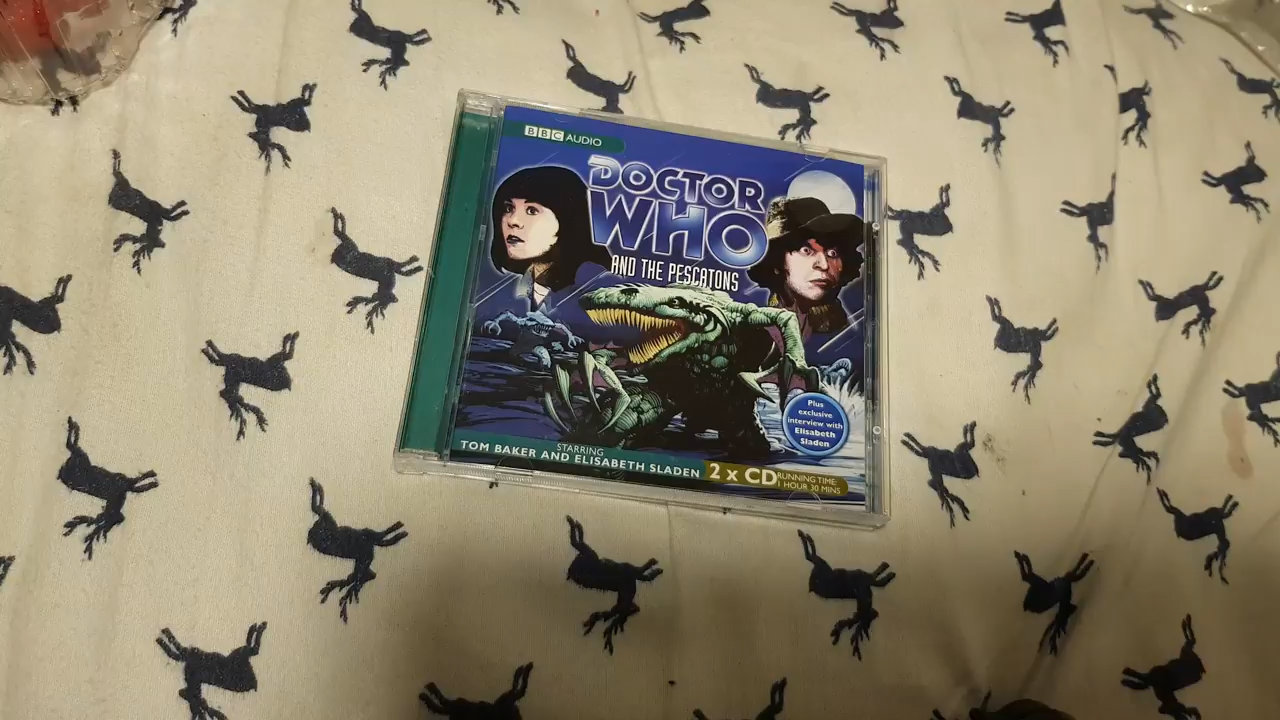 BBC AUDIO
DOCTOR
WHO
AND THE PESCATONS
Plus
exclusive
interview with
Elisabeth
Sladen
STARRING
TOM BAKER AND ELISABETH SLADEN
2 x CD
RUNNING TIME:
1 HOUR 30 MINS